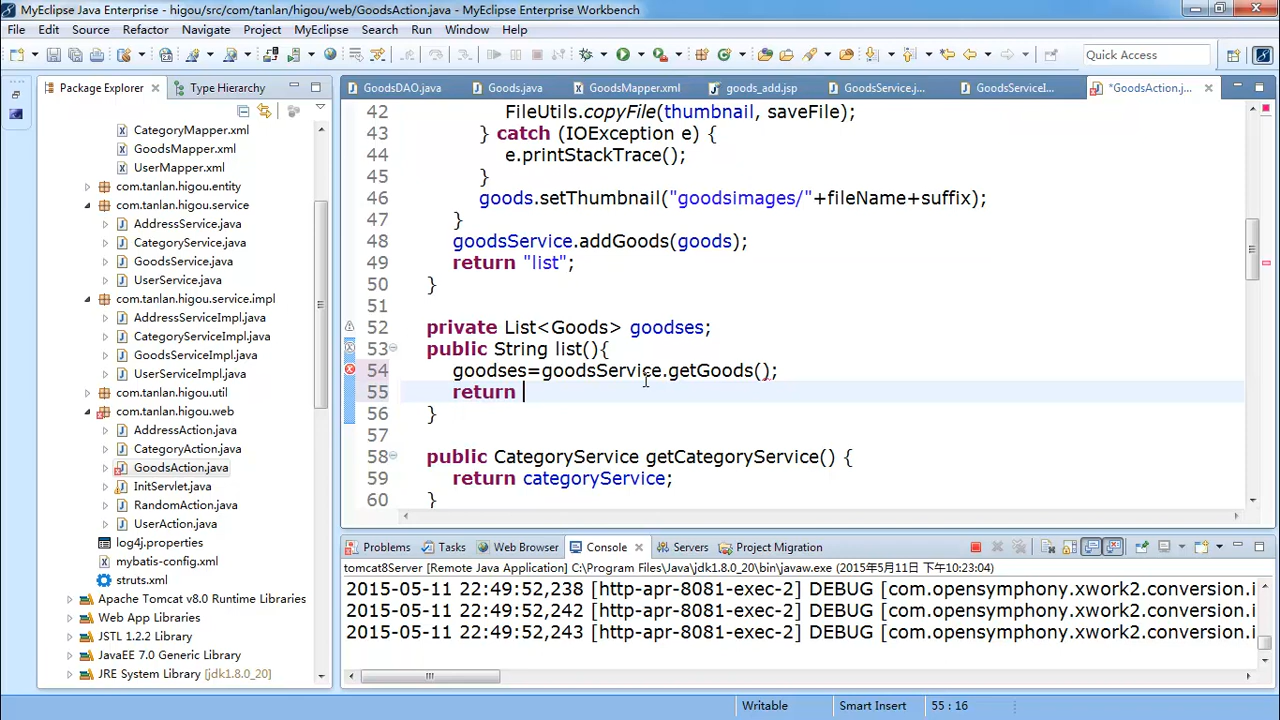 MyEclipse Java Enterprise - higou/src/com/tanlan/higou/web/GoodsAction.java - MyEclipse Enterprise Workbench
File Edit Source Refactor Navigate Project MyEclipse Run Search Window Help
Quick Access
Package Explorer
Type Hierarchy
CategoryMapper.xml
GoodsMapper.xml
UserMapper.xml
com.tanlan.higou.entity
com.tanlan.higou.service
AddressService.java
CategoryService.java
GoodsService.java
UserService.java
com.tanlan.higou.service.impl
AddressServiceImpl.java
CategoryServiceImpl.java
GoodsServiceImpl.java
UserServiceImpl.java
com.tanlan.higou.util
com.tanlan.higou.web
AddressAction.java
CategoryAction.java
GoodsAction.java
InitServlet.java
RandomAction.java
UserAction.java
log4j.properties
mybatis-config.xml
struts.xml
Apache Tomcat v8.0 Runtime Libraries
Web App Libraries
JSTL 1.2.2 Library
JavaEE 7.0 Generic Library
JRE System Library [jdk1.8.0_20]
GoodsDAO.java Goods.java GoodsMapper.xml goods_add.jsp GoodsService.j... GoodsServiceI... *GoodsAction.j...
42 FileUtils.copyFile(thumbnail, saveFile);
43 } catch (IOException e) {
44 e.printStackTrace();
45 }
46 goods.setThumbnail("goodsimages/"+fileName+suffix);
47 }
48 goodsService.addGoods(goods);
49 return "list";
50 }
51
52 private List<Goods> goodses;
53 public String list(){
54 goodses=goodsService.getGoods();
55 return
56 }
57
58 public CategoryService getCategoryService() {
59 return categoryService;
60 }
Problems Tasks Web Browser Console Servers Project Migration
tomcat8Server [Remote Java Application] C:\Program Files\Java\jdk1.8.0_20\bin\javaw.exe (2015年5月11日 下午10:23:04)
2015-05-11 22:49:52,238 [http-apr-8081-exec-2] DEBUG [com.opensymphony.xwork2.conversion.i
2015-05-11 22:49:52,242 [http-apr-8081-exec-2] DEBUG [com.opensymphony.xwork2.conversion.i
2015-05-11 22:49:52,243 [http-apr-8081-exec-2] DEBUG [com.opensymphony.xwork2.conversion.i
Writable Smart Insert 55 : 16